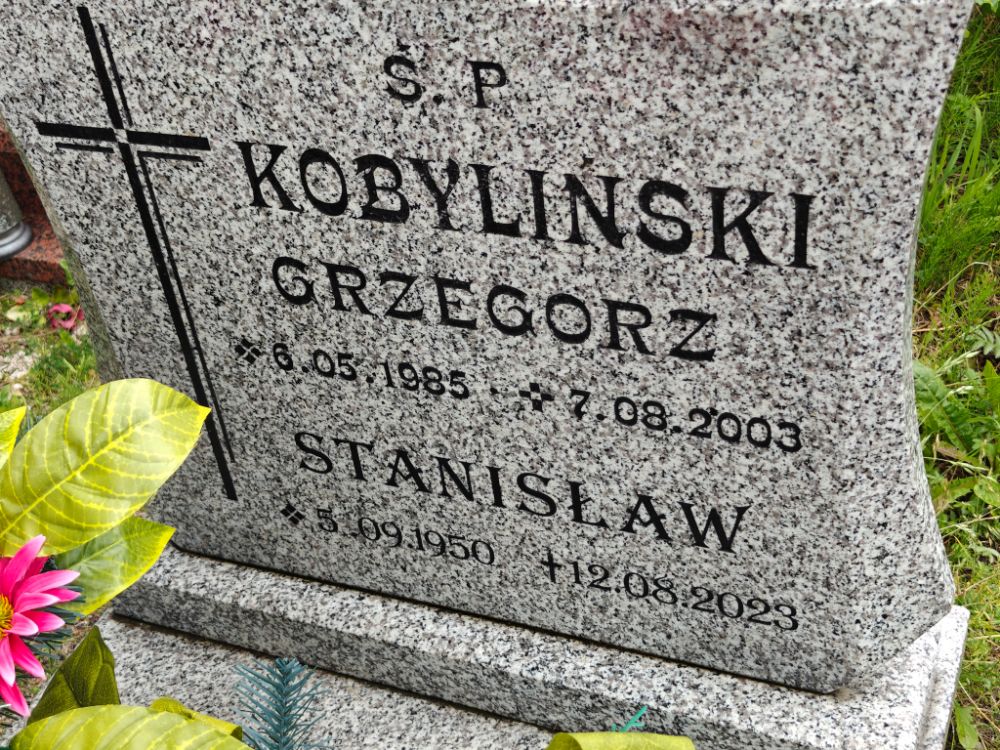 Ś.P
KOBYLIŃSKI
GRZEGORZ
6.05.1985 7.08.2003
STANISŁAW
* 5.09.1950 †12.08.2023